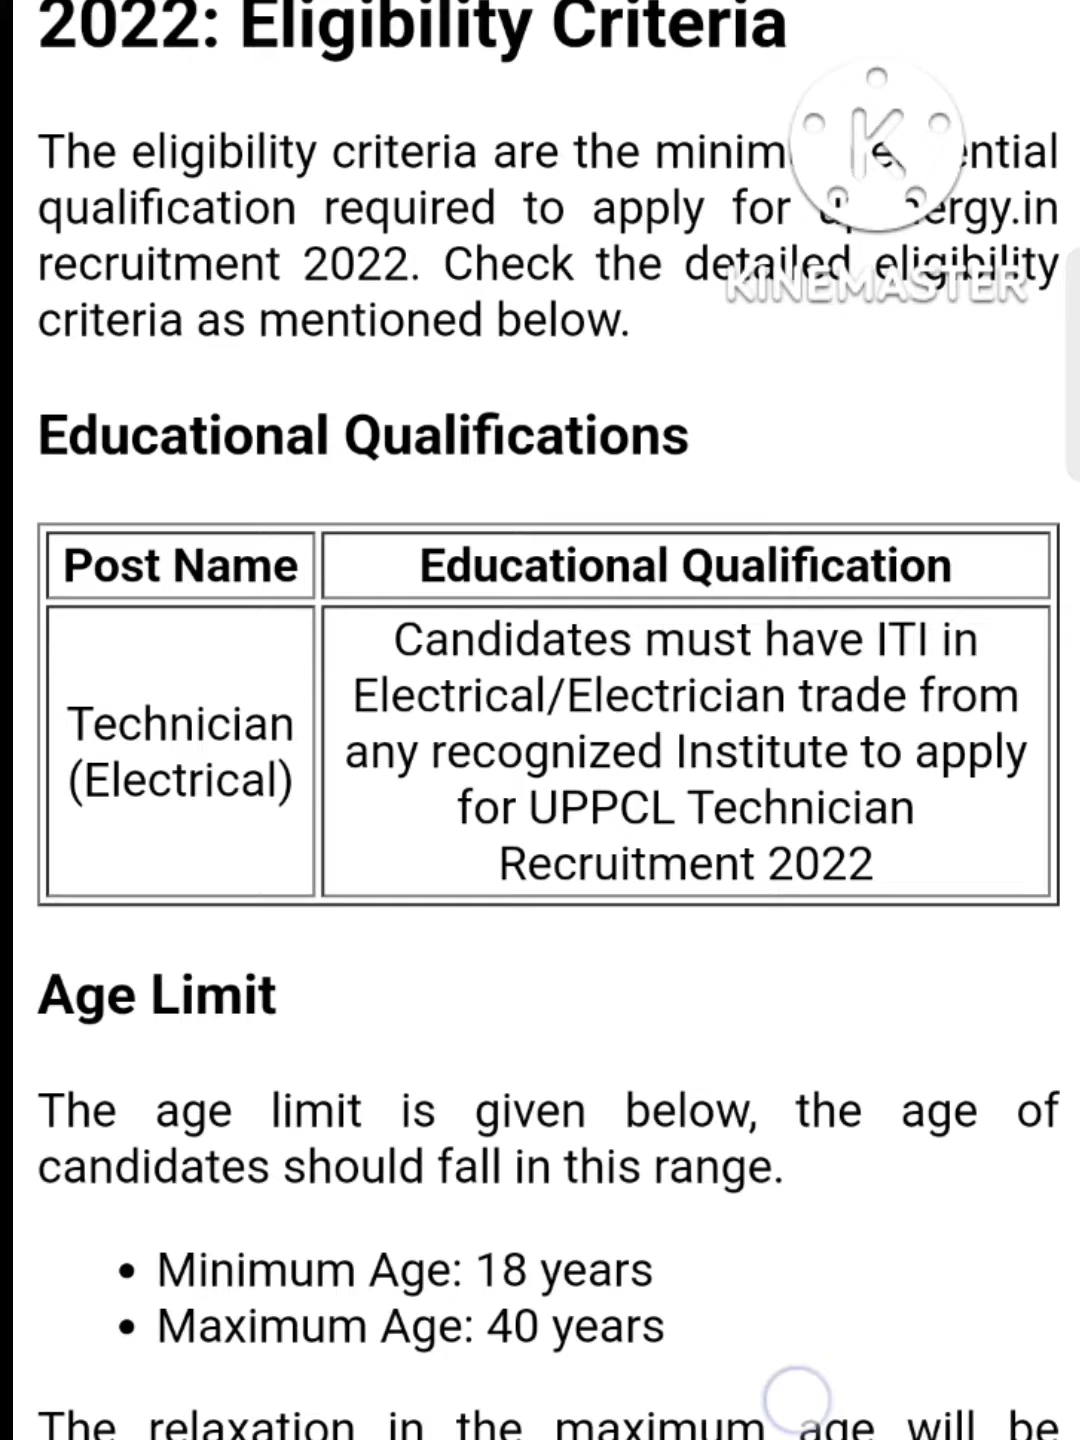 2022: Eligibility Criteria
The eligibility criteria are the
qualification required to apply for
recruitment 2022. Check the detailed eligibility
KINEMASTER
criteria as mentioned below.
Educational Qualifications
Post Name
Educational Qualification
Technician
(Electrical)
Candidates must have ITI in
Electrical/Electrician trade from
any recognized Institute to apply
for UPPCL Technician
Recruitment 2022
Age Limit
The age limit is given below, the age of
candidates should fall in this range.
• Minimum Age: 18 years
• Maximum Age: 40 years
The relaxation in the maximum age will be